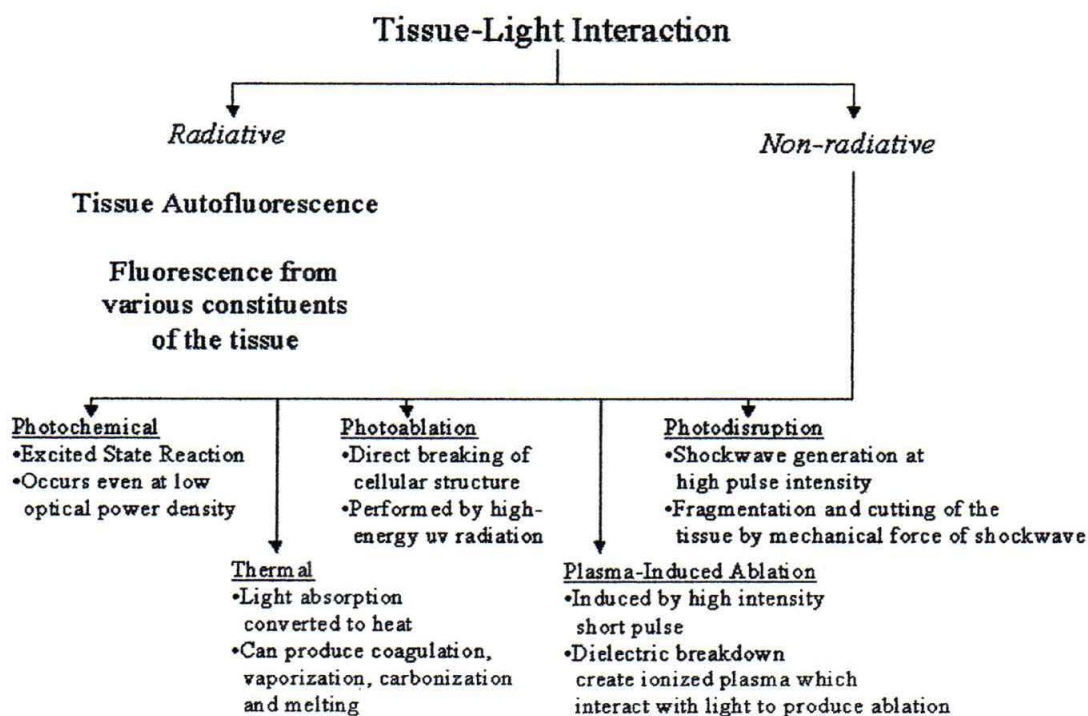 Tissue-Light Interaction
Radiative
Non-radiative
Tissue Autofluorescence
Fluorescence from
various constituents
of the tissue
Photochemical
•Excited State Reaction
•Occurs even at low
optical power density
Photoablation
•Direct breaking of
cellular structure
•Performed by high-
energy uv radiation
Photodisruption
•Shockwave generation at
high pulse intensity
•Fragmentation and cutting of the
tissue by mechanical force of shockwave
Thermal
•Light absorption
converted to heat
•Can produce coagulation,
vaporization, carbonization
and melting
Plasma-Induced Ablation
•Induced by high intensity
short pulse
•Dielectric breakdown
create ionized plasma which
interact with light to produce ablation